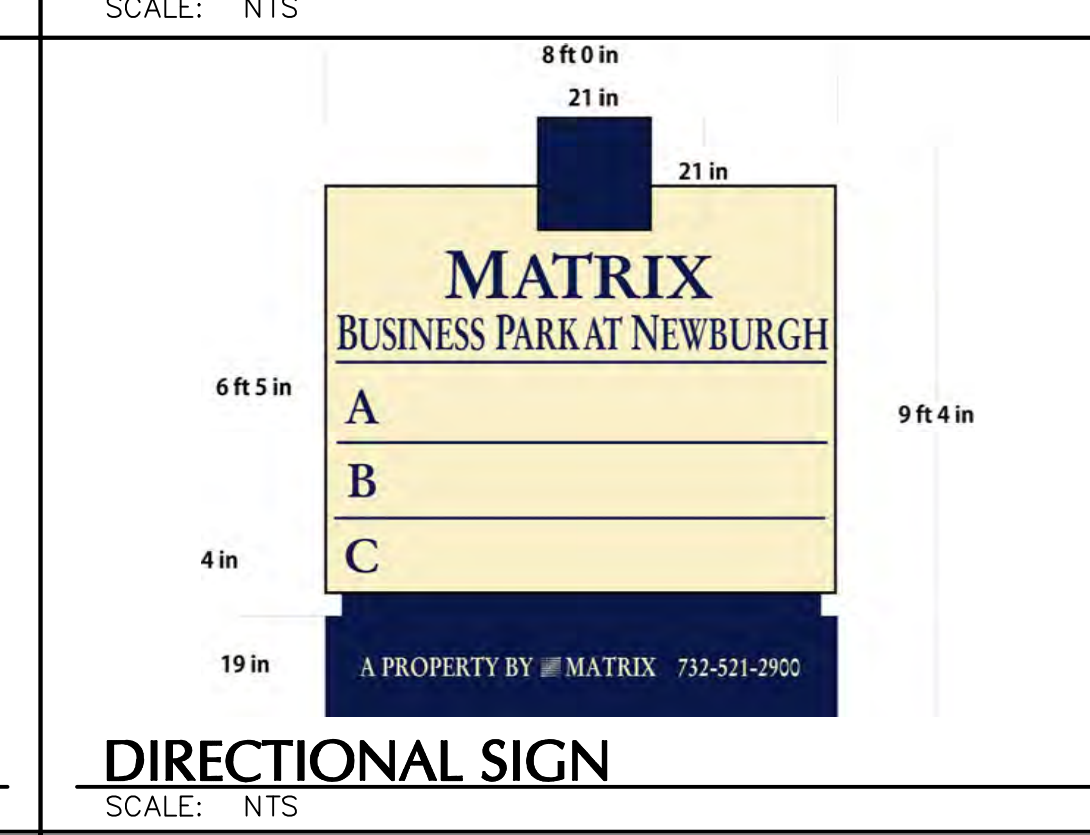 SCALE: NTS
8 ft 0 in
21 in
21 in
MATRIX
BUSINESS PARK AT NEWBURGH
6 ft 5 in
A
9 ft 4 in
B
4 in
C
19 in
A PROPERTY BY MATRIX 732-521-2900
DIRECTIONAL SIGN
SCALE: NTS